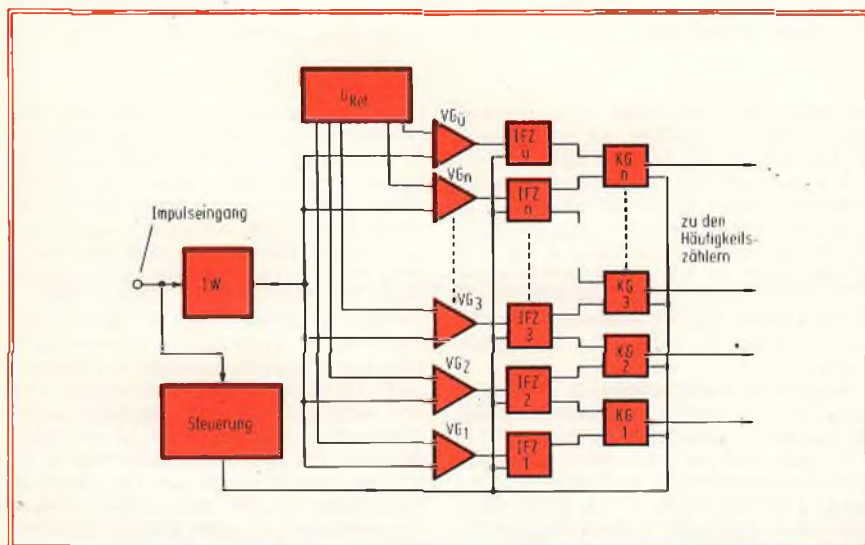 U Ref
VGü
IFZ
ü
KG
n
VGn
IFZ
n
Impulseingang
IW
zu den
Häufigkeits-
zählern
VG3
IFZ
3
KG
3
VG2
IFZ
2
KG
2
Steuerung
VG1
IFZ
1
KG
1